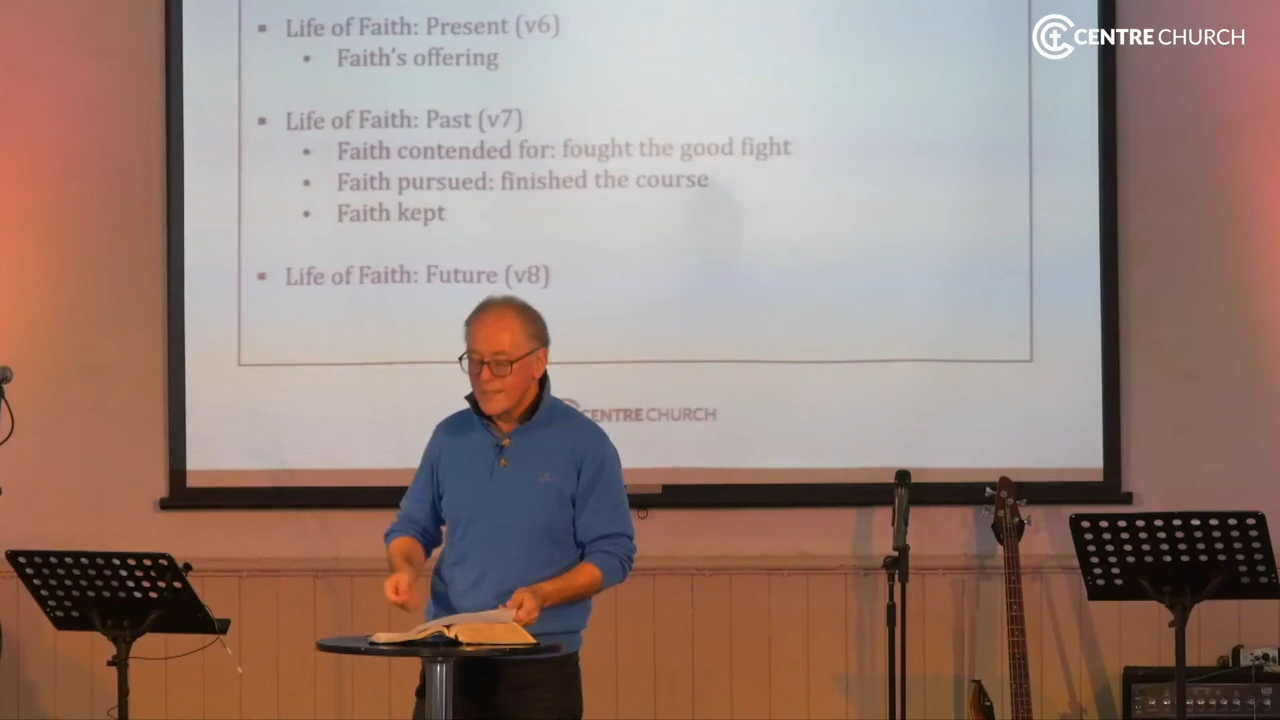 ▪ Life of Faith: Present (v6)
CENTRE CHURCH
• Faith's offering
▪ Life of Faith: Past (v7)
• Faith contended for: fought the good fight
• Faith pursued: finished the course
• Faith kept
▪ Life of Faith: Future (v8)
CENTRE CHURCH